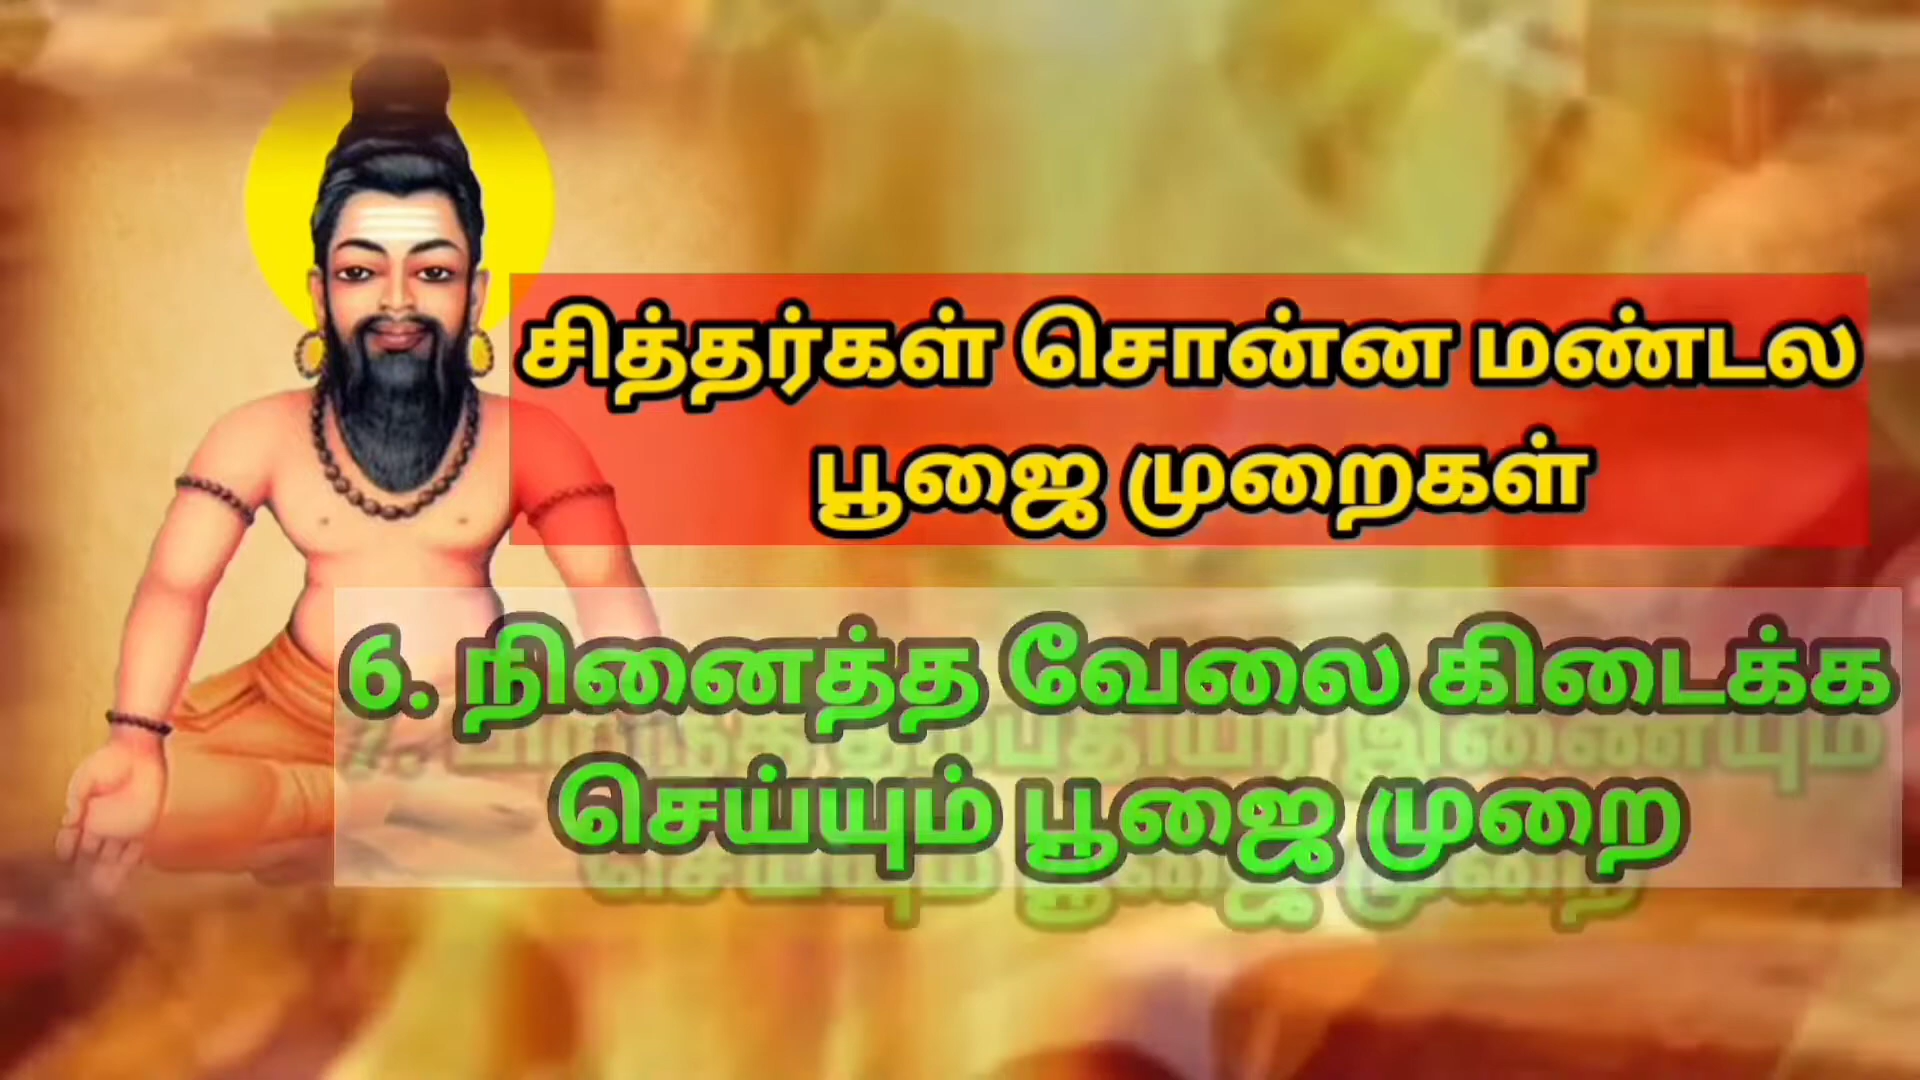 சித்தர்கள் சொன்ன மண்டல
பூஜை முறைகள்
6. நினைத்த வேலை கிடைக்க
செய்யும் பூஜை முறை